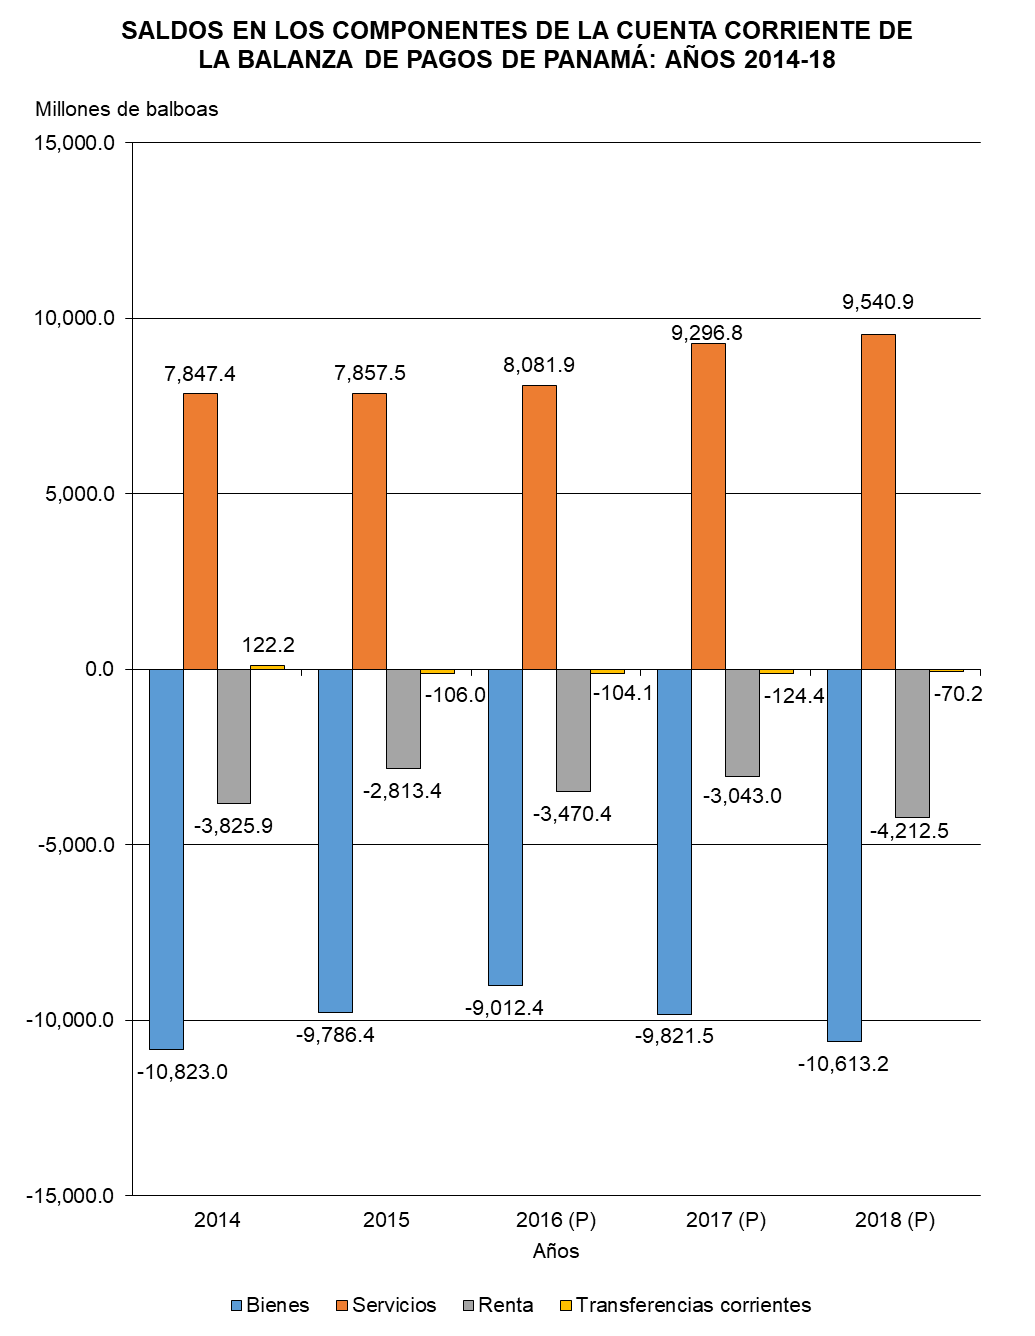 SALDOS EN LOS COMPONENTES DE LA CUENTA CORRIENTE DE
LA BALANZA DE PAGOS DE PANAMÁ: AÑOS 2014-18
Millones de balboas
15,000.0
10,000.0
5,000.0
0.0
-5,000.0
-10,000.0
-15,000.0
7,847.4
7,857.5
8,081.9
9,296.8
9,540.9
122.2
-106.0
-104.1
-124.4
-70.2
-3,825.9
-2,813.4
-3,470.4
-3,043.0
-4,212.5
-10,823.0
-9,786.4
-9,012.4
-9,821.5
-10,613.2
2014
2015
2016 (P)
2017 (P)
2018 (P)
Años
Bienes
Servicios
Renta
Transferencias corrientes